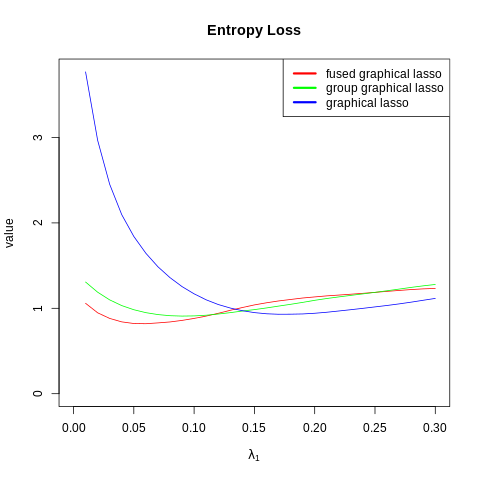 Entropy Loss
fused graphical lasso
group graphical lasso
graphical lasso
value
3
2
1
0
0.00 0.05 0.10 0.15 0.20 0.25 0.30
λ1